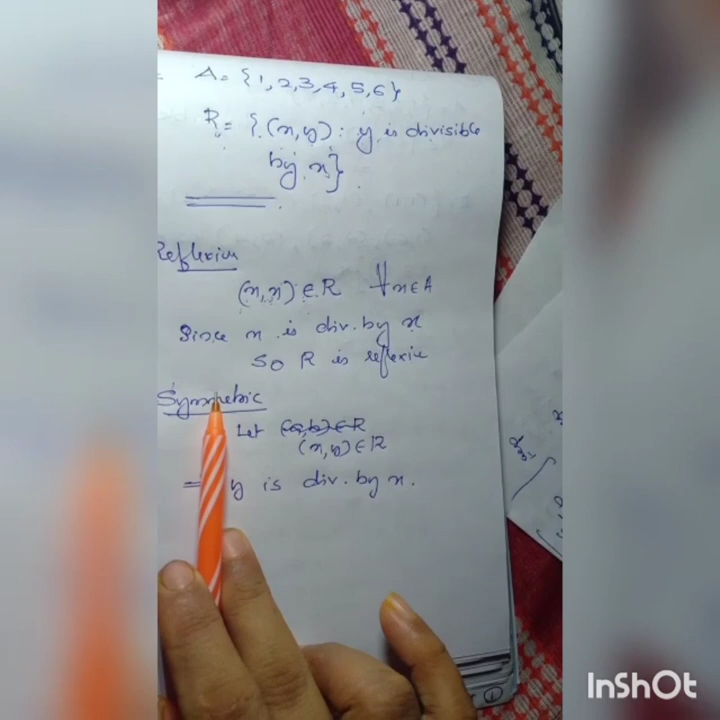 = A = {1,2,3,4,5,6}
R = {(x,y) : y is divisible
by x}.
Reflexive
(x,x) ∈ R ∀ x ∈ A
Since x is div. by x
So R is reflexive
Symmetric
Let (a,b) ∈ R
(x,y) ∈ R
= y is div. by x.
1
InShOt